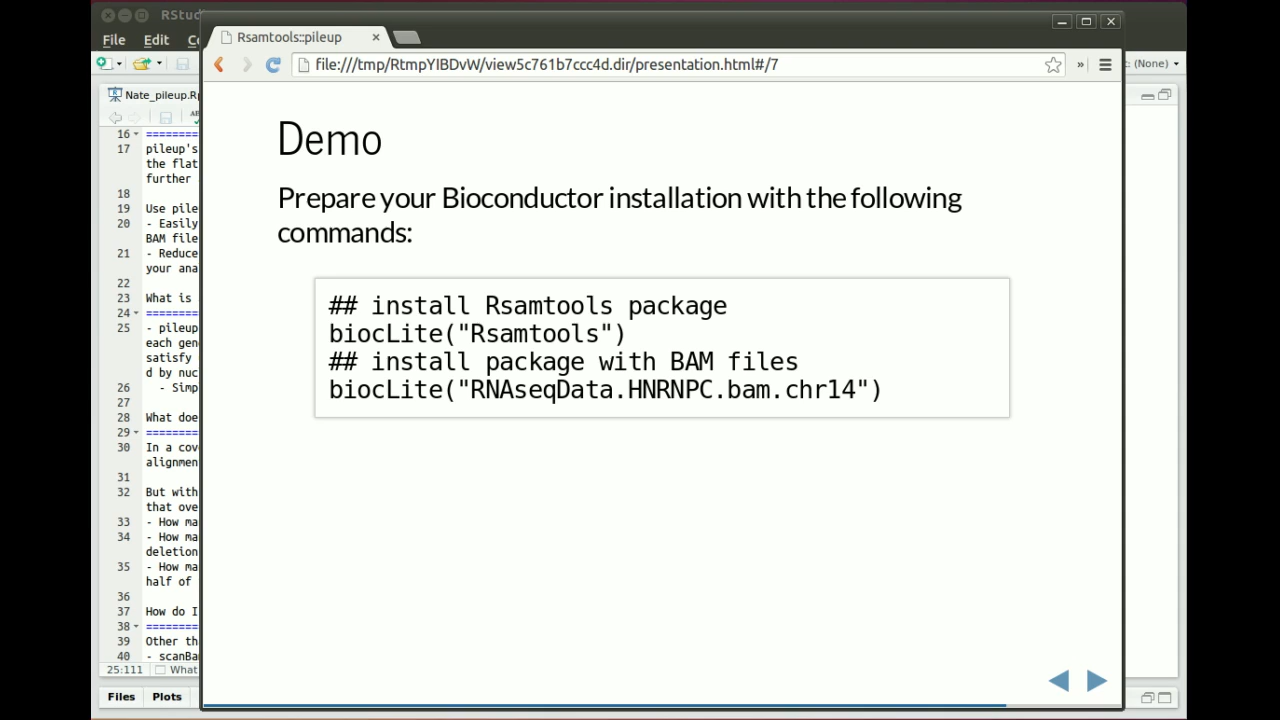 RStud
File Edit Co
Rsamtools::pileup
file:///tmp/RtmpYIBDvW/view5c761b7ccc4d.dir/presentation.html#/7
: (None)
Nate_pileup.Rp
Demo
Prepare your Bioconductor installation with the following
commands:
## install Rsamtools package
biocLite("Rsamtools")
## install package with BAM files
biocLite("RNAseqData.HNRNPC.bam.chr14")
16 ========
17 pileup's
the flat
further
18
19 Use pile
20 - Easily
BAM file
21 - Reduce
your ana
22
23 What is
24 ========
25 - pileup
each gen
satisfy
d by nuc
26 - Simp
27
28 What doe
29 ========
30 In a cov
alignmen
31
32 But with
that ove
33 - How ma
34 - How ma
deletion
35 - How ma
half of
36
37 How do I
38 ========
39 Other th
40 - scanBa
25:111 What
Files Plots